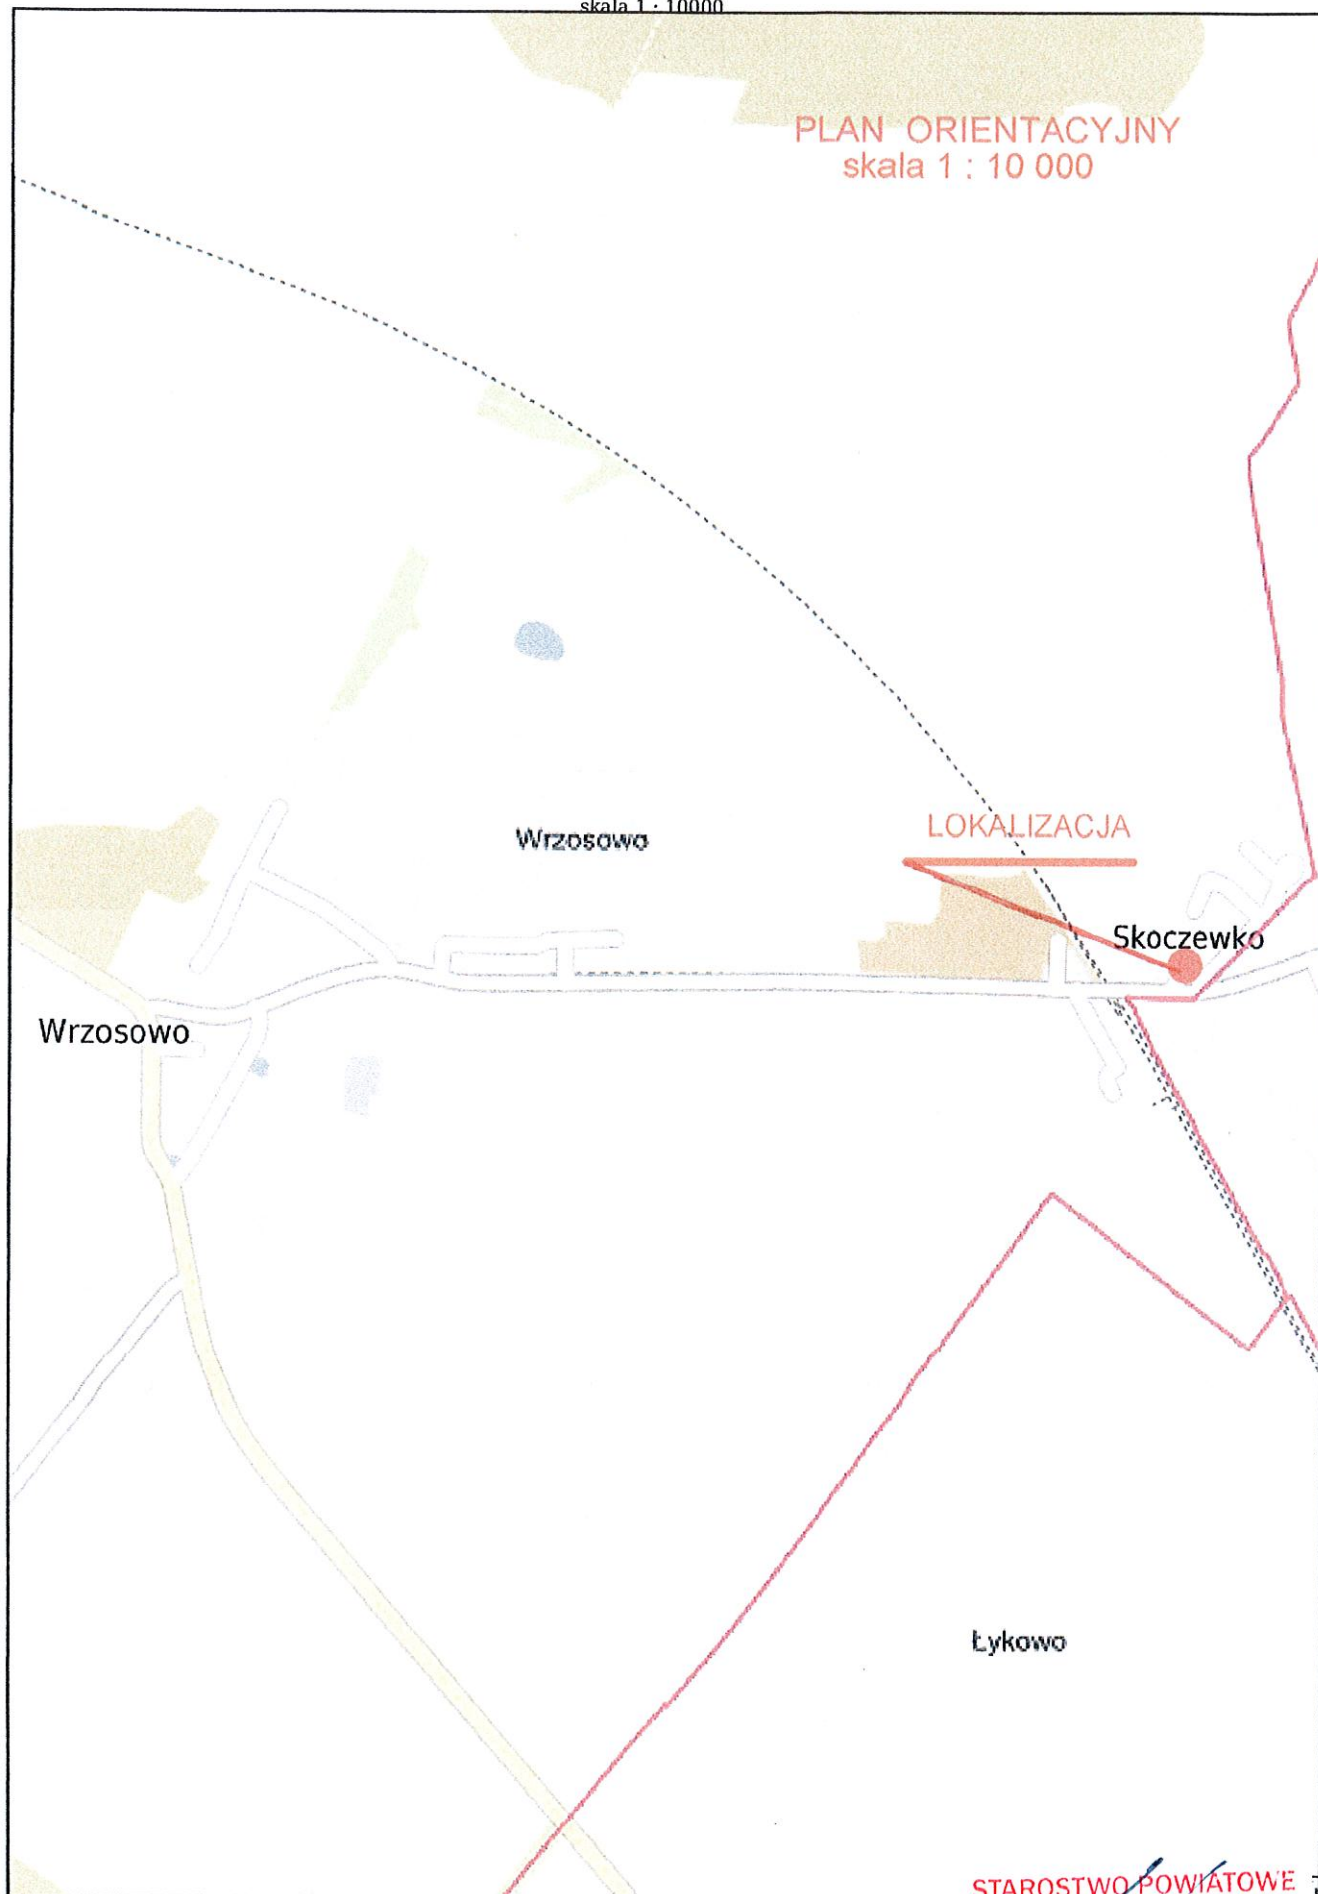 skala 1 : 10000
PLAN ORIENTACYJNY
skala 1 : 10 000
Wrzosowo
LOKALIZACJA
Skoczewko
Wrzosowo
Łykowo
STAROSTWO POWIATOWE